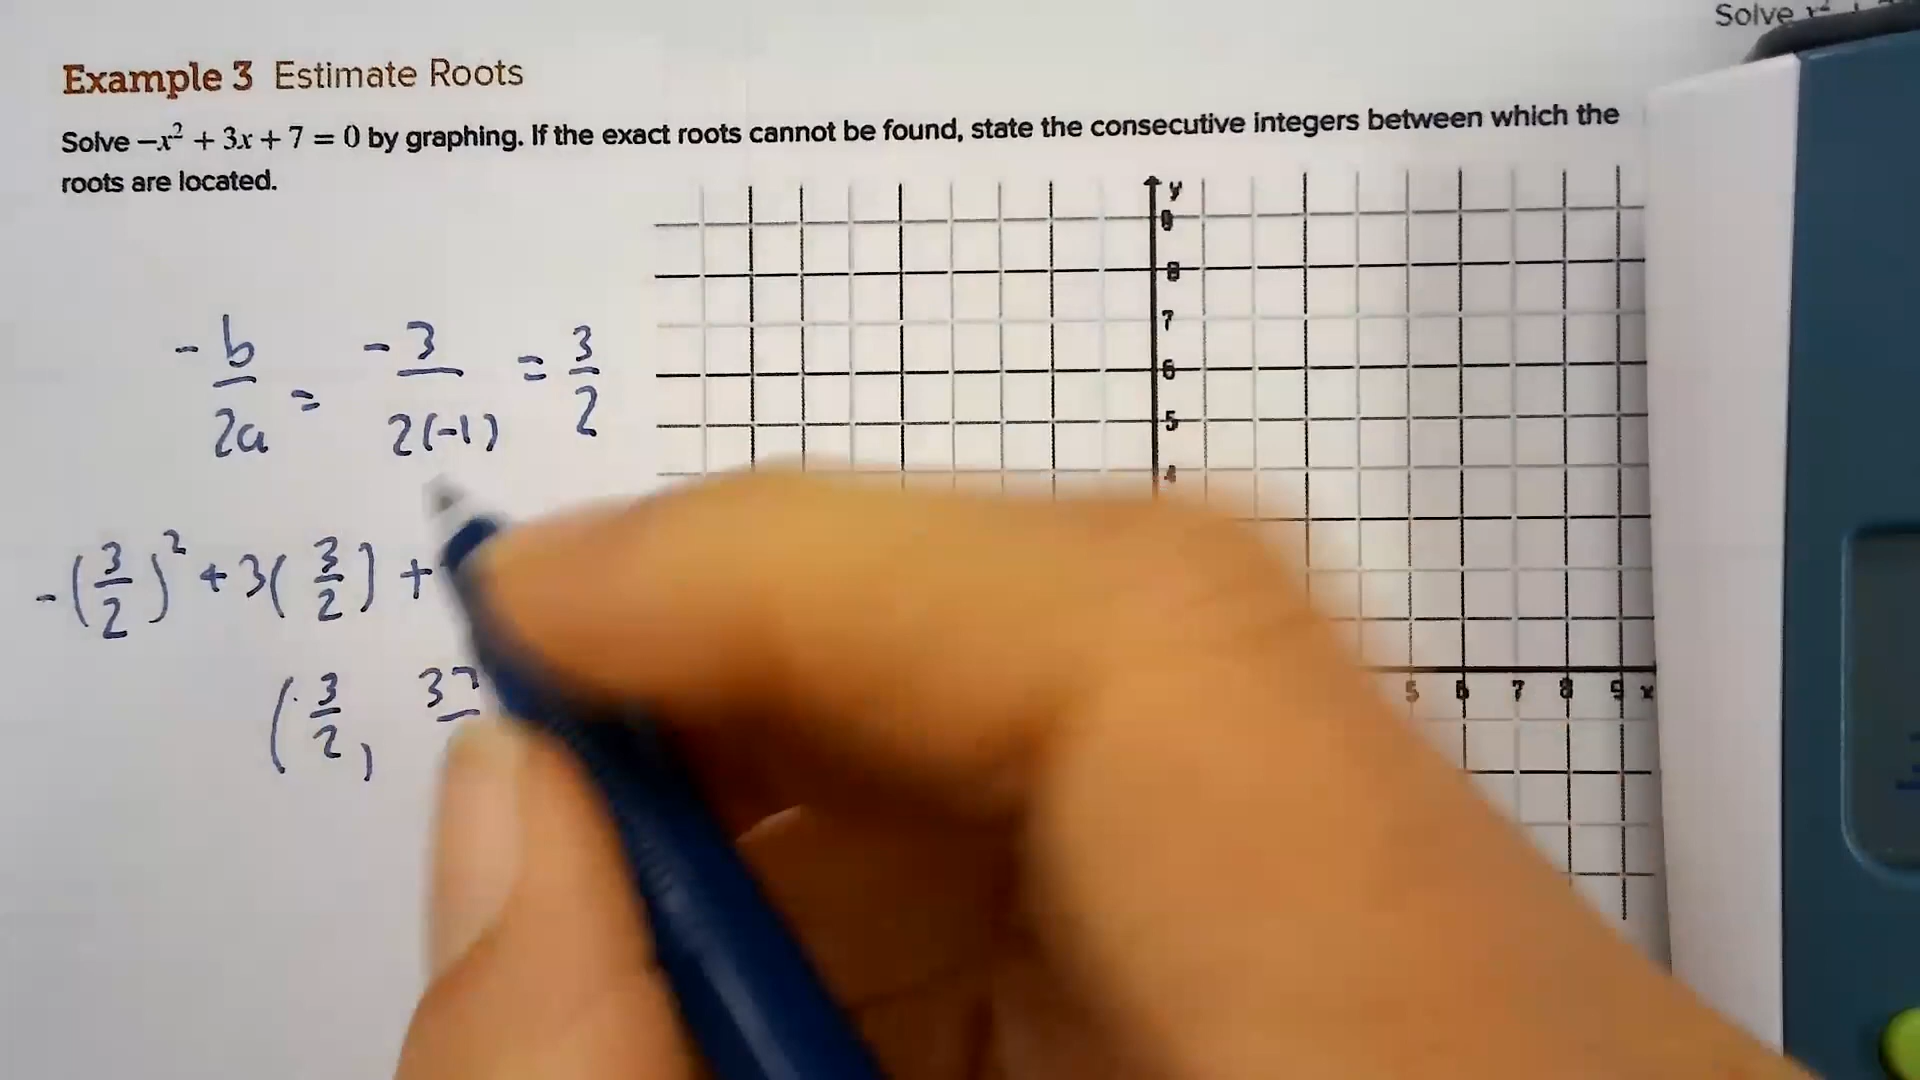 Solve
Example 3 Estimate Roots
Solve −x² + 3x + 7 = 0 by graphing. If the exact roots cannot be found, state the consecutive integers between which the
roots are located.
y
9
8
7
6
5
4
5 6 7 8 9 x
-b/2a = -3/2(-1) = 3/2
-(3/2)² + 3(3/2) +
(3/2, 37